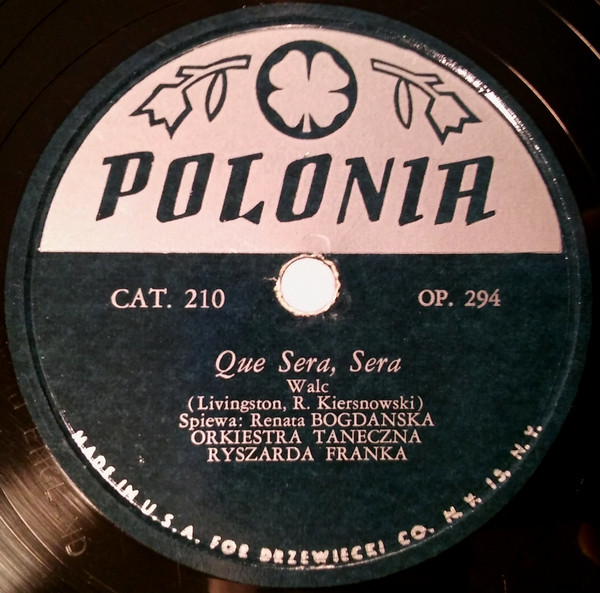 POLONIA
CAT. 210
OP. 294
Que Sera, Sera
Walc
(Livingston, R. Kiersnowski)
Spiewa: Renata BOGDANSKA
ORKIESTRA TANECZNA
RYSZARDA FRANKA
MADE IN U.S.A. FOR DRZEWIECKI CO. N.Y. 13, N.Y.